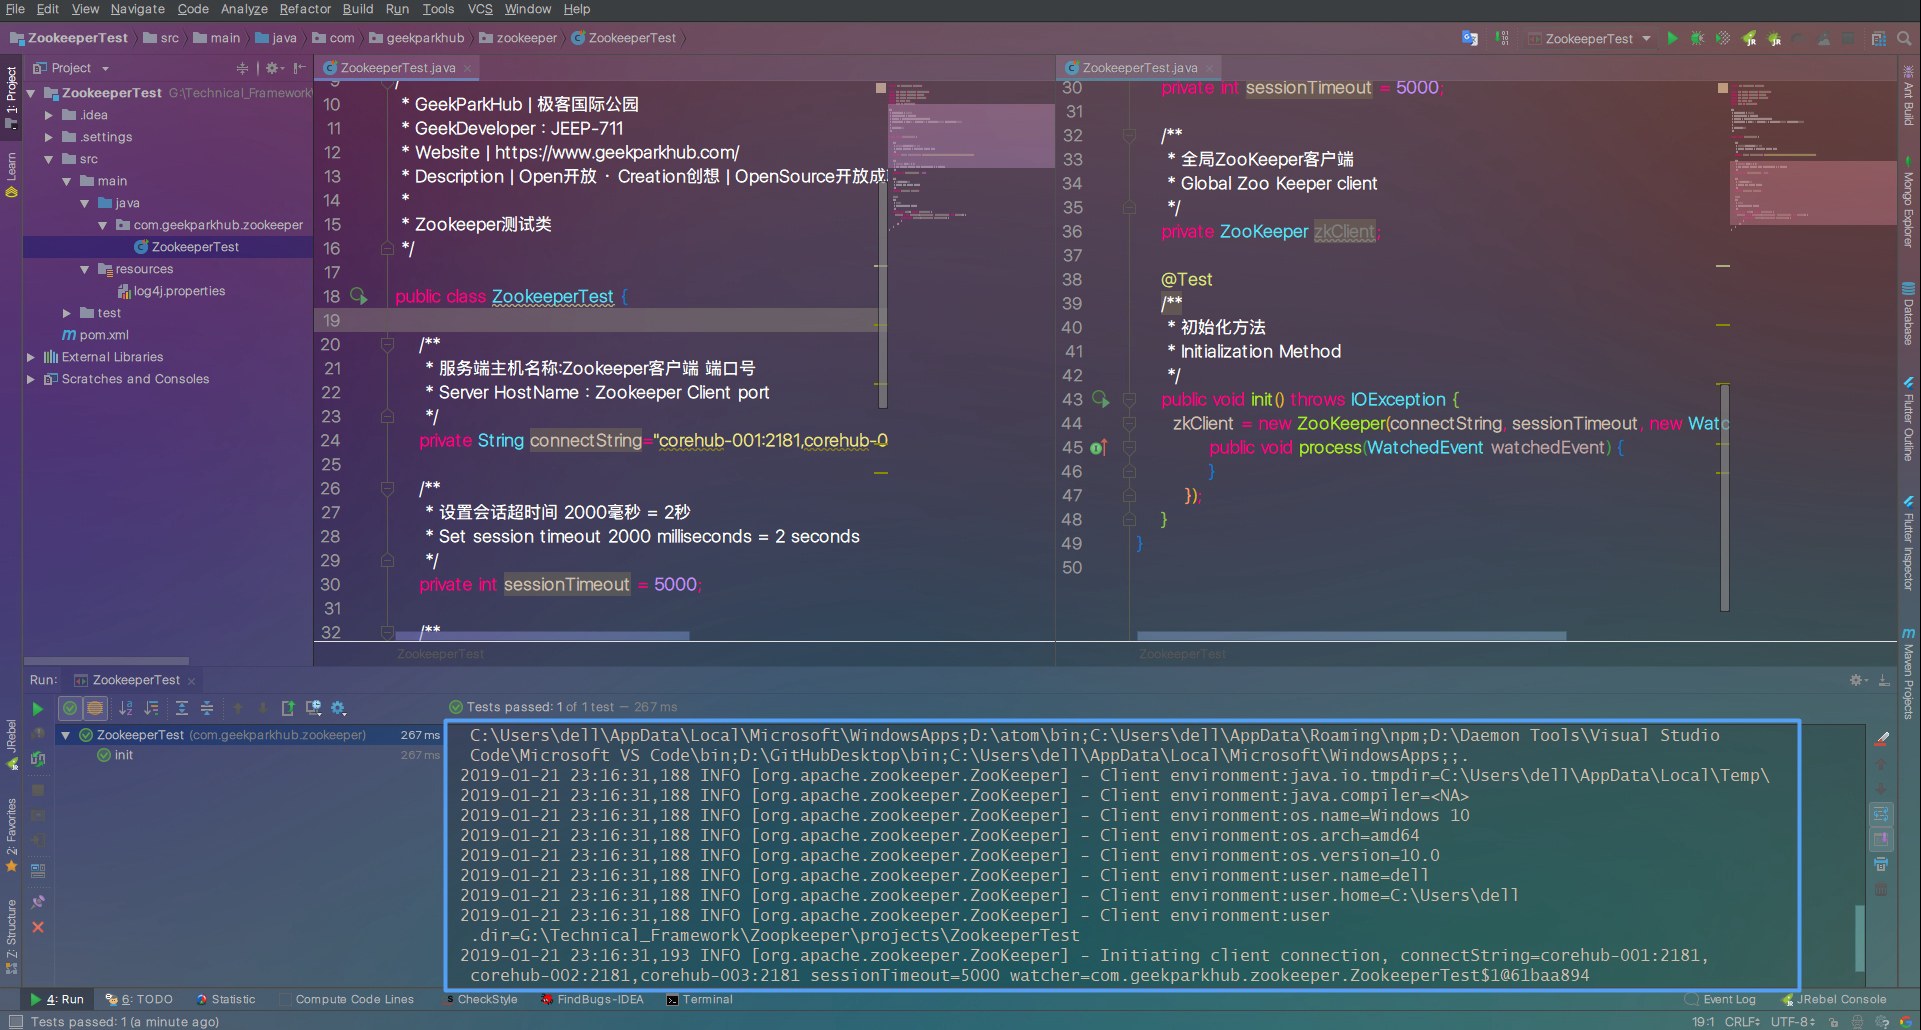 File Edit View Navigate Code Analyze Refactor Build Run Tools VCS Window Help
ZookeeperTest src main java com geekparkhub zookeeper ZookeeperTest
ZookeeperTest
Project
ZookeeperTest.java
ZookeeperTest.java
1: Project
Learn
JRebel
2: Favorites
Z: Structure
ZookeeperTest G:\Technical_Framework
.idea
.settings
src
main
java
com.geekparkhub.zookeeper
ZookeeperTest
resources
log4j.properties
test
pom.xml
External Libraries
Scratches and Consoles
9
10 * GeekParkHub | 极客国际公园
11 * GeekDeveloper : JEEP-711
12 * Website | https://www.geekparkhub.com/
13 * Description | Open开放 · Creation创想 | OpenSource开放成
14 *
15 * Zookeeper测试类
16 */
17
18 public class ZookeeperTest {
19
20 /**
21 * 服务端主机名称:Zookeeper客户端 端口号
22 * Server HostName : Zookeeper Client port
23 */
24 private String connectString="corehub-001:2181,corehub-0
25
26 /**
27 * 设置会话超时间 2000毫秒 = 2秒
28 * Set session timeout 2000 milliseconds = 2 seconds
29 */
30 private int sessionTimeout = 5000;
31
32 /**
ZookeeperTest
30 private int sessionTimeout = 5000;
31
32 /**
33 * 全局ZooKeeper客户端
34 * Global Zoo Keeper client
35 */
36 private ZooKeeper zkClient;
37
38 @Test
39 /**
40 * 初始化方法
41 * Initialization Method
42 */
43 public void init() throws IOException {
44 zkClient = new ZooKeeper(connectString, sessionTimeout, new Watc
45 public void process(WatchedEvent watchedEvent) {
46 }
47 });
48 }
49 }
50
ZookeeperTest
Ant Build
Mongo Explorer
Database
Flutter Outline
Flutter Inspector
Maven Projects
Run: ZookeeperTest
Tests passed: 1 of 1 test – 267 ms
ZookeeperTest (com.geekparkhub.zookeeper) 267 ms
init 267 ms
C:\Users\dell\AppData\Local\Microsoft\WindowsApps;D:\atom\bin;C:\Users\dell\AppData\Roaming\npm;D:\Daemon Tools\Visual Studio
Code\Microsoft VS Code\bin;D:\GitHubDesktop\bin;C:\Users\dell\AppData\Local\Microsoft\WindowsApps;;.
2019-01-21 23:16:31,188 INFO [org.apache.zookeeper.ZooKeeper] - Client environment:java.io.tmpdir=C:\Users\dell\AppData\Local\Temp\
2019-01-21 23:16:31,188 INFO [org.apache.zookeeper.ZooKeeper] - Client environment:java.compiler=<NA>
2019-01-21 23:16:31,188 INFO [org.apache.zookeeper.ZooKeeper] - Client environment:os.name=Windows 10
2019-01-21 23:16:31,188 INFO [org.apache.zookeeper.ZooKeeper] - Client environment:os.arch=amd64
2019-01-21 23:16:31,188 INFO [org.apache.zookeeper.ZooKeeper] - Client environment:os.version=10.0
2019-01-21 23:16:31,188 INFO [org.apache.zookeeper.ZooKeeper] - Client environment:user.name=dell
2019-01-21 23:16:31,188 INFO [org.apache.zookeeper.ZooKeeper] - Client environment:user.home=C:\Users\dell
2019-01-21 23:16:31,188 INFO [org.apache.zookeeper.ZooKeeper] - Client environment:user
.dir=G:\Technical_Framework\Zoopkeeper\projects\ZookeeperTest
2019-01-21 23:16:31,193 INFO [org.apache.zookeeper.ZooKeeper] - Initiating client connection, connectString=corehub-001:2181,
corehub-002:2181,corehub-003:2181 sessionTimeout=5000 watcher=com.geekparkhub.zookeeper.ZookeeperTest$1@61baa894
4: Run 6: TODO Statistic Compute Code Lines CheckStyle FindBugs-IDEA Terminal Event Log JRebel Console
Tests passed: 1 (a minute ago) 19:1 CRLF UTF-8